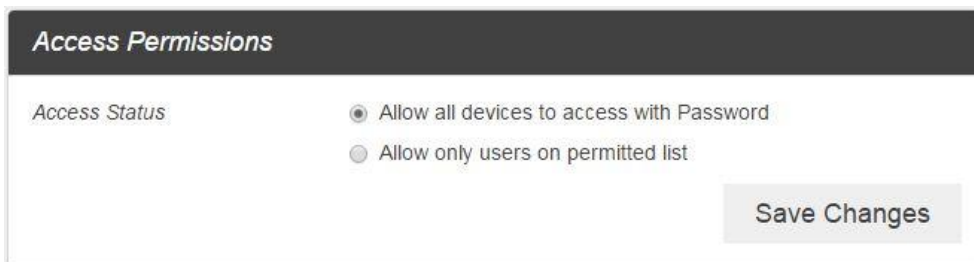 Access Permissions
Access Status
Allow all devices to access with Password
Allow only users on permitted list
Save Changes